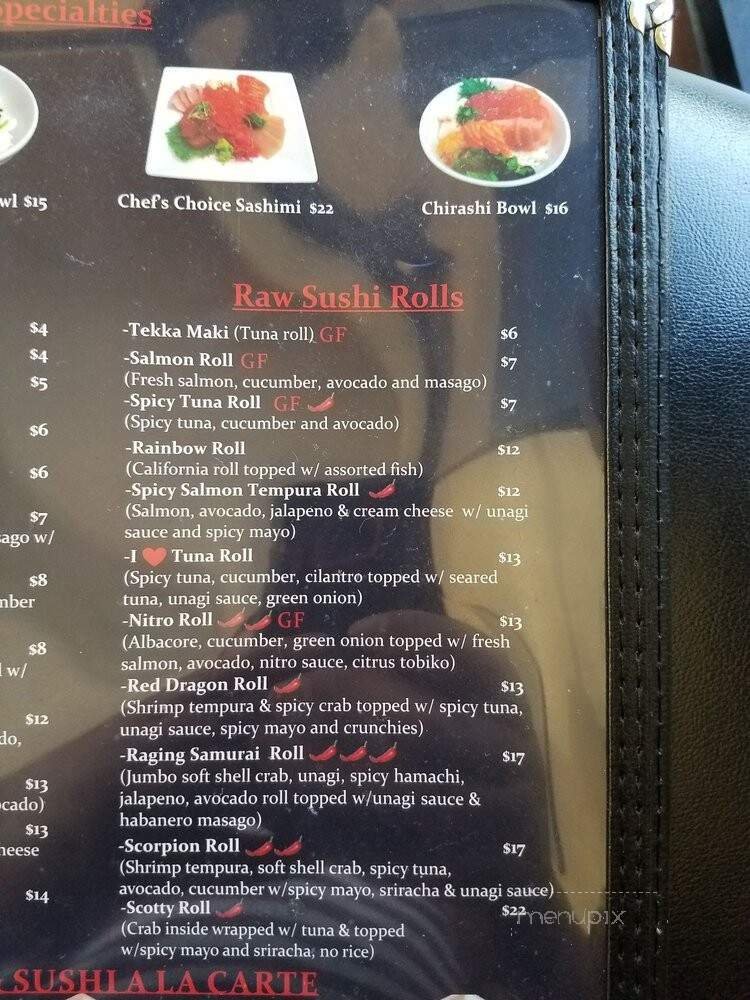 Specialties
wl $15
Chef's Choice Sashimi $22
Chirashi Bowl $16
$4
$4
$5
$6
$6
$7
sago w/
$8
mber
$8
d w/
$12
do,
$13
ocado)
$13
heese
$14
Raw Sushi Rolls
-Tekka Maki (Tuna roll) GF $6
-Salmon Roll GF $7
(Fresh salmon, cucumber, avocado and masago)
-Spicy Tuna Roll GF $7
(Spicy tuna, cucumber and avocado)
-Rainbow Roll $12
(California roll topped w/ assorted fish)
-Spicy Salmon Tempura Roll $12
(Salmon, avocado, jalapeno & cream cheese w/ unagi
sauce and spicy mayo)
-I ❤ Tuna Roll $13
(Spicy tuna, cucumber, cilantro topped w/ seared
tuna, unagi sauce, green onion)
-Nitro Roll GF $13
(Albacore, cucumber, green onion topped w/ fresh
salmon, avocado, nitro sauce, citrus tobiko)
-Red Dragon Roll $13
(Shrimp tempura & spicy crab topped w/ spicy tuna,
unagi sauce, spicy mayo and crunchies)
-Raging Samurai Roll $17
(Jumbo soft shell crab, unagi, spicy hamachi,
jalapeno, avocado roll topped w/unagi sauce &
habanero masago)
-Scorpion Roll $17
(Shrimp tempura, soft shell crab, spicy tuna,
avocado, cucumber w/spicy mayo, sriracha & unagi sauce)
-Scotty Roll $22
(Crab inside wrapped w/ tuna & topped
w/spicy mayo and sriracha, no rice)
menupix
SUSHI A LA CARTE